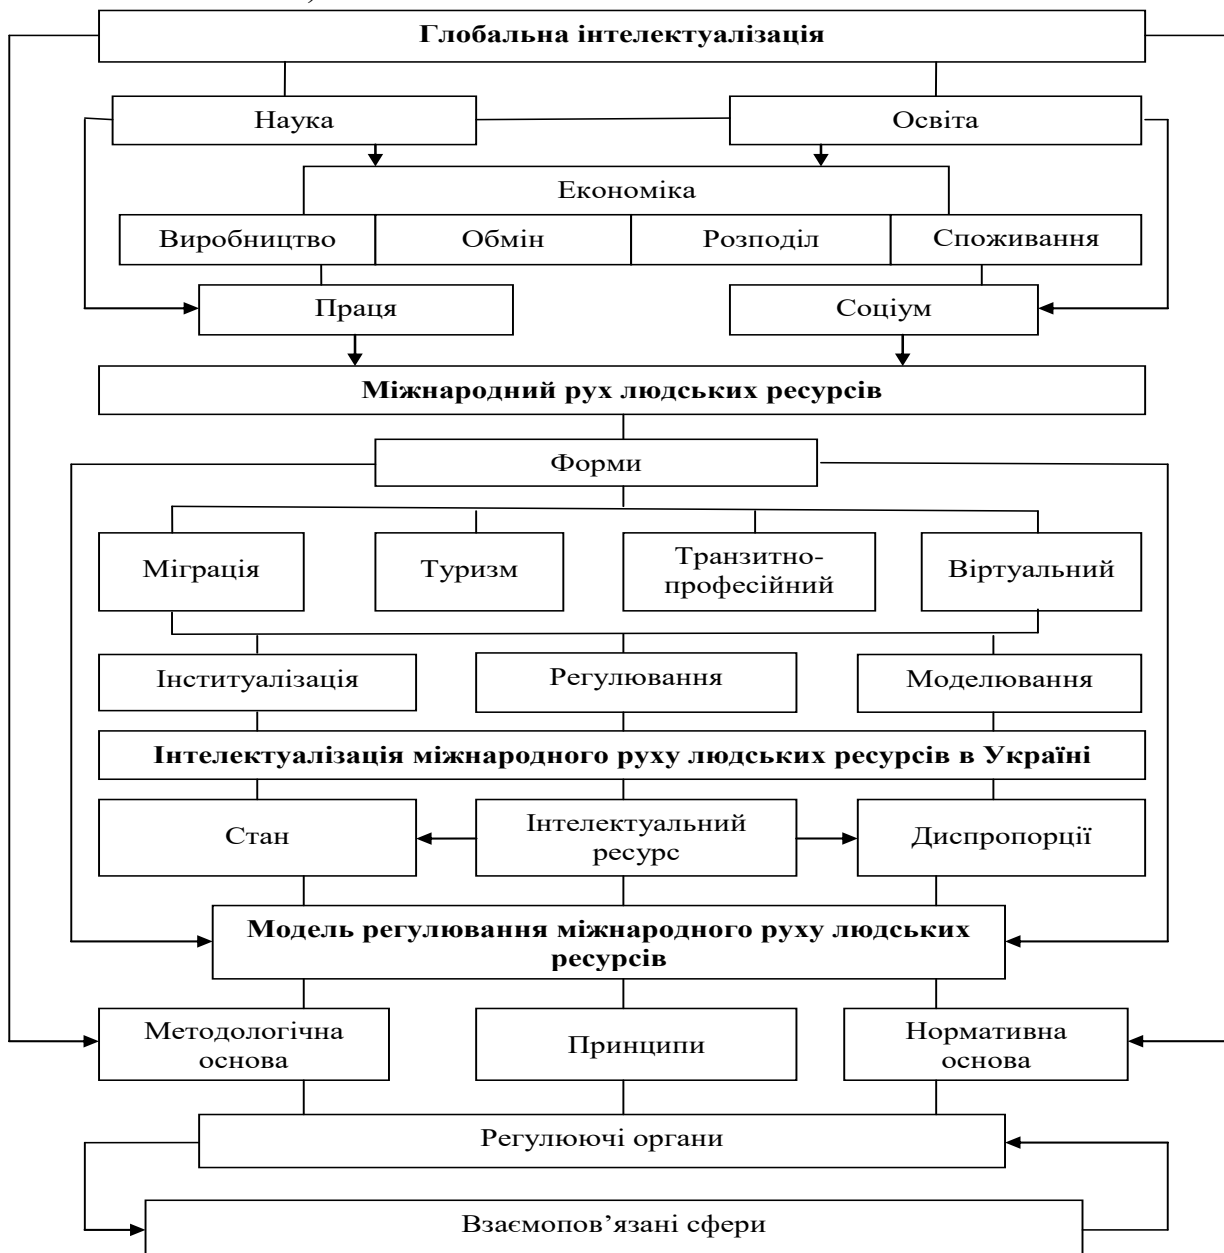 Глобальна інтелектуалізація
Наука
Освіта
Економіка
Виробництво
Обмін
Розподіл
Споживання
Праця
Соціум
Міжнародний рух людських ресурсів
Форми
Міграція
Туризм
Транзитно-
професійний
Віртуальний
Інституалізація
Регулювання
Моделювання
Інтелектуалізація міжнародного руху людських ресурсів в Україні
Стан
Інтелектуальний
ресурс
Диспропорції
Модель регулювання міжнародного руху людських
ресурсів
Методологічна
основа
Принципи
Нормативна
основа
Регулюючі органи
Взаємопов’язані сфери